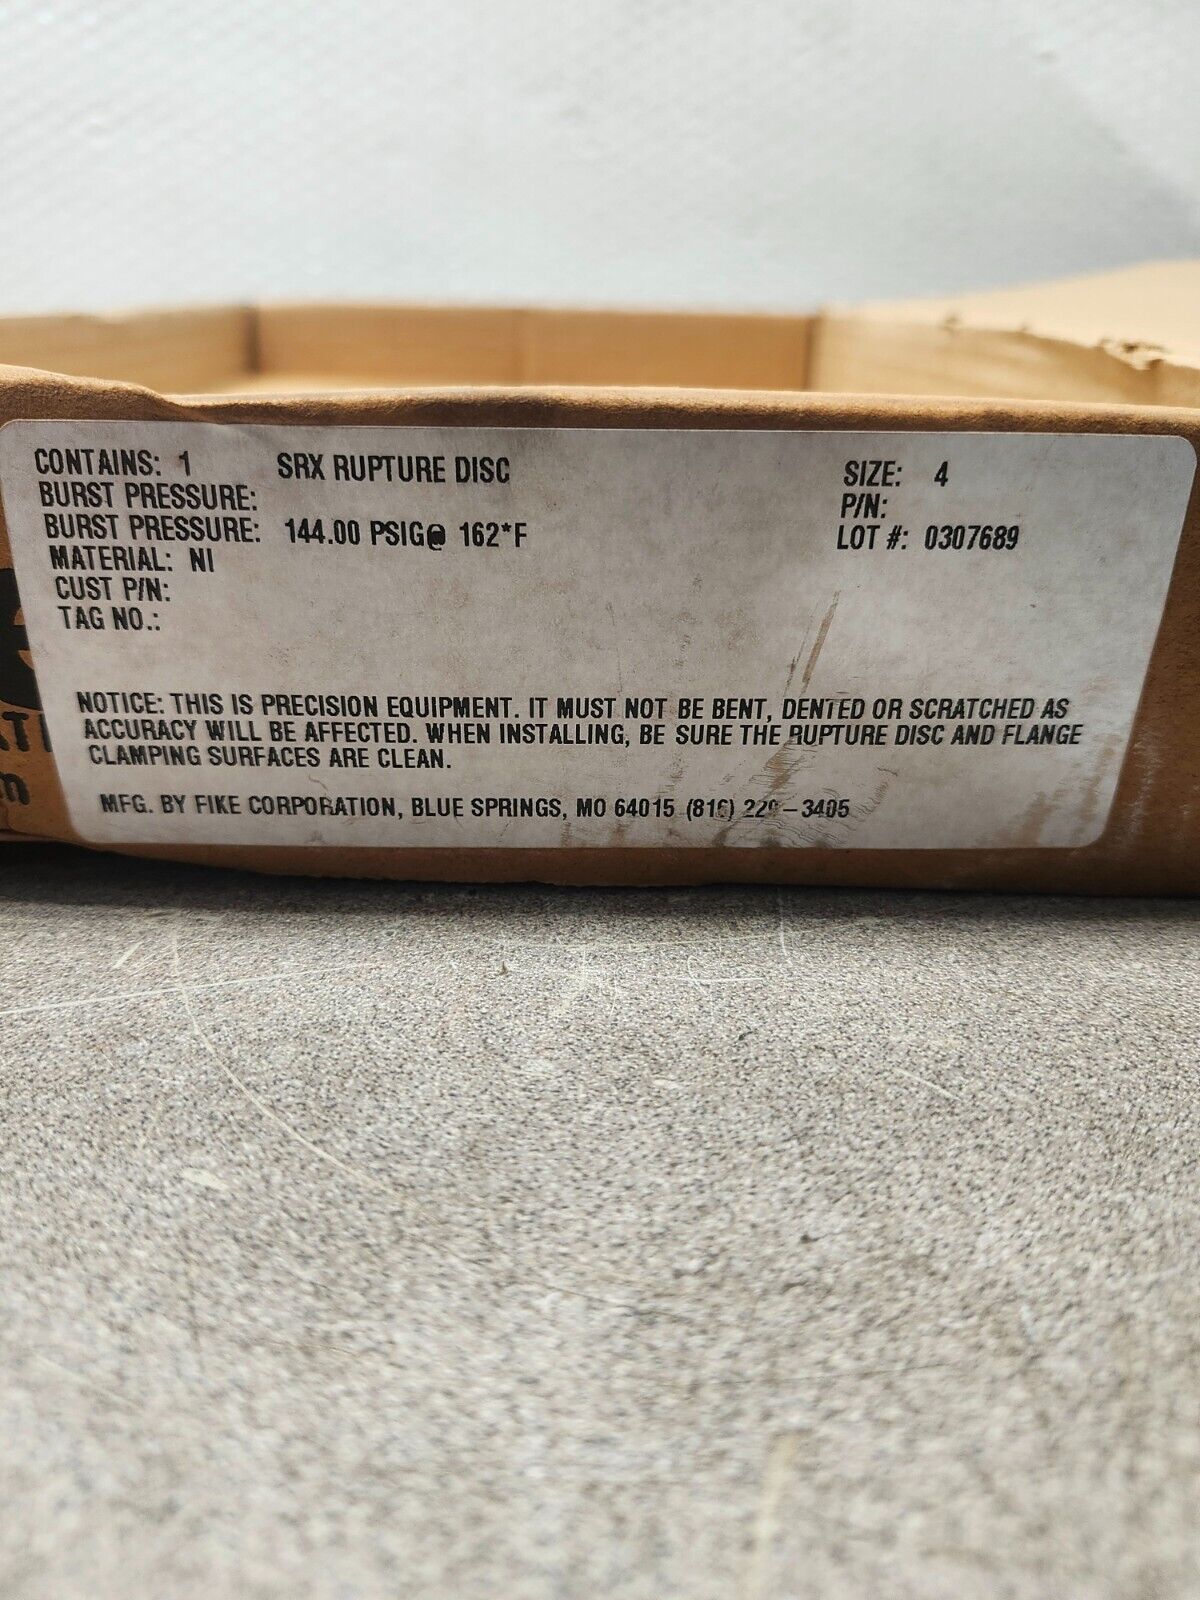 CONTAINS: 1 SRX RUPTURE DISC SIZE: 4
BURST PRESSURE: P/N:
BURST PRESSURE: 144.00 PSIG@ 162*F LOT #: 0307689
MATERIAL: NI
CUST P/N:
TAG NO.:
NOTICE: THIS IS PRECISION EQUIPMENT. IT MUST NOT BE BENT, DENTED OR SCRATCHED AS
ACCURACY WILL BE AFFECTED. WHEN INSTALLING, BE SURE THE RUPTURE DISC AND FLANGE
CLAMPING SURFACES ARE CLEAN.
MFG. BY FIKE CORPORATION, BLUE SPRINGS, MO 64015 (816) -3405